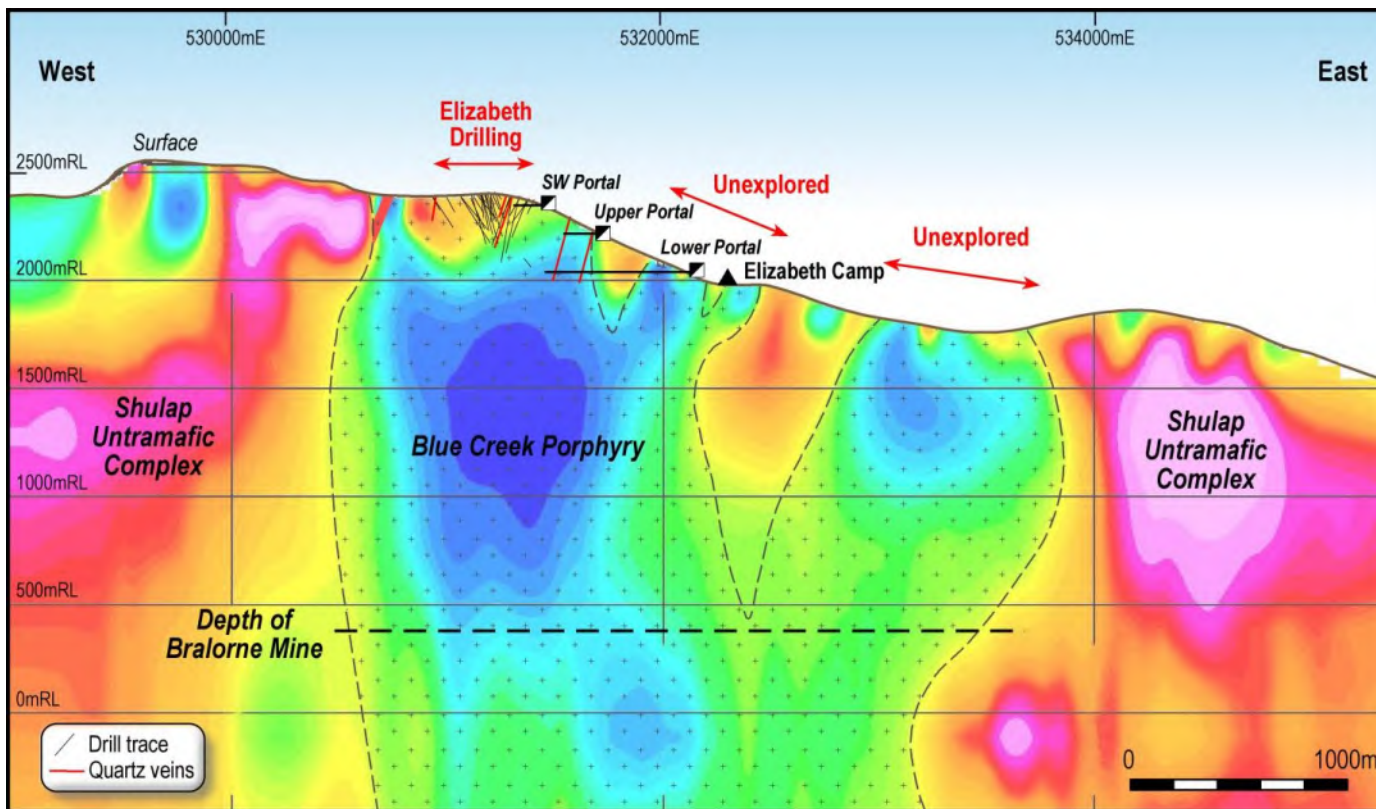 530000mE
532000mE
534000mE
West
East
Elizabeth
Drilling
Surface
2500mRL
SW Portal
Unexplored
Upper Portal
Unexplored
Lower Portal
Elizabeth Camp
2000mRL
1500mRL
Shulap
Untramafic
Complex
Blue Creek Porphyry
Shulap
Untramafic
Complex
1000mRL
500mRL
Depth of
Bralorne Mine
0mRL
Drill trace
Quartz veins
0
1000m